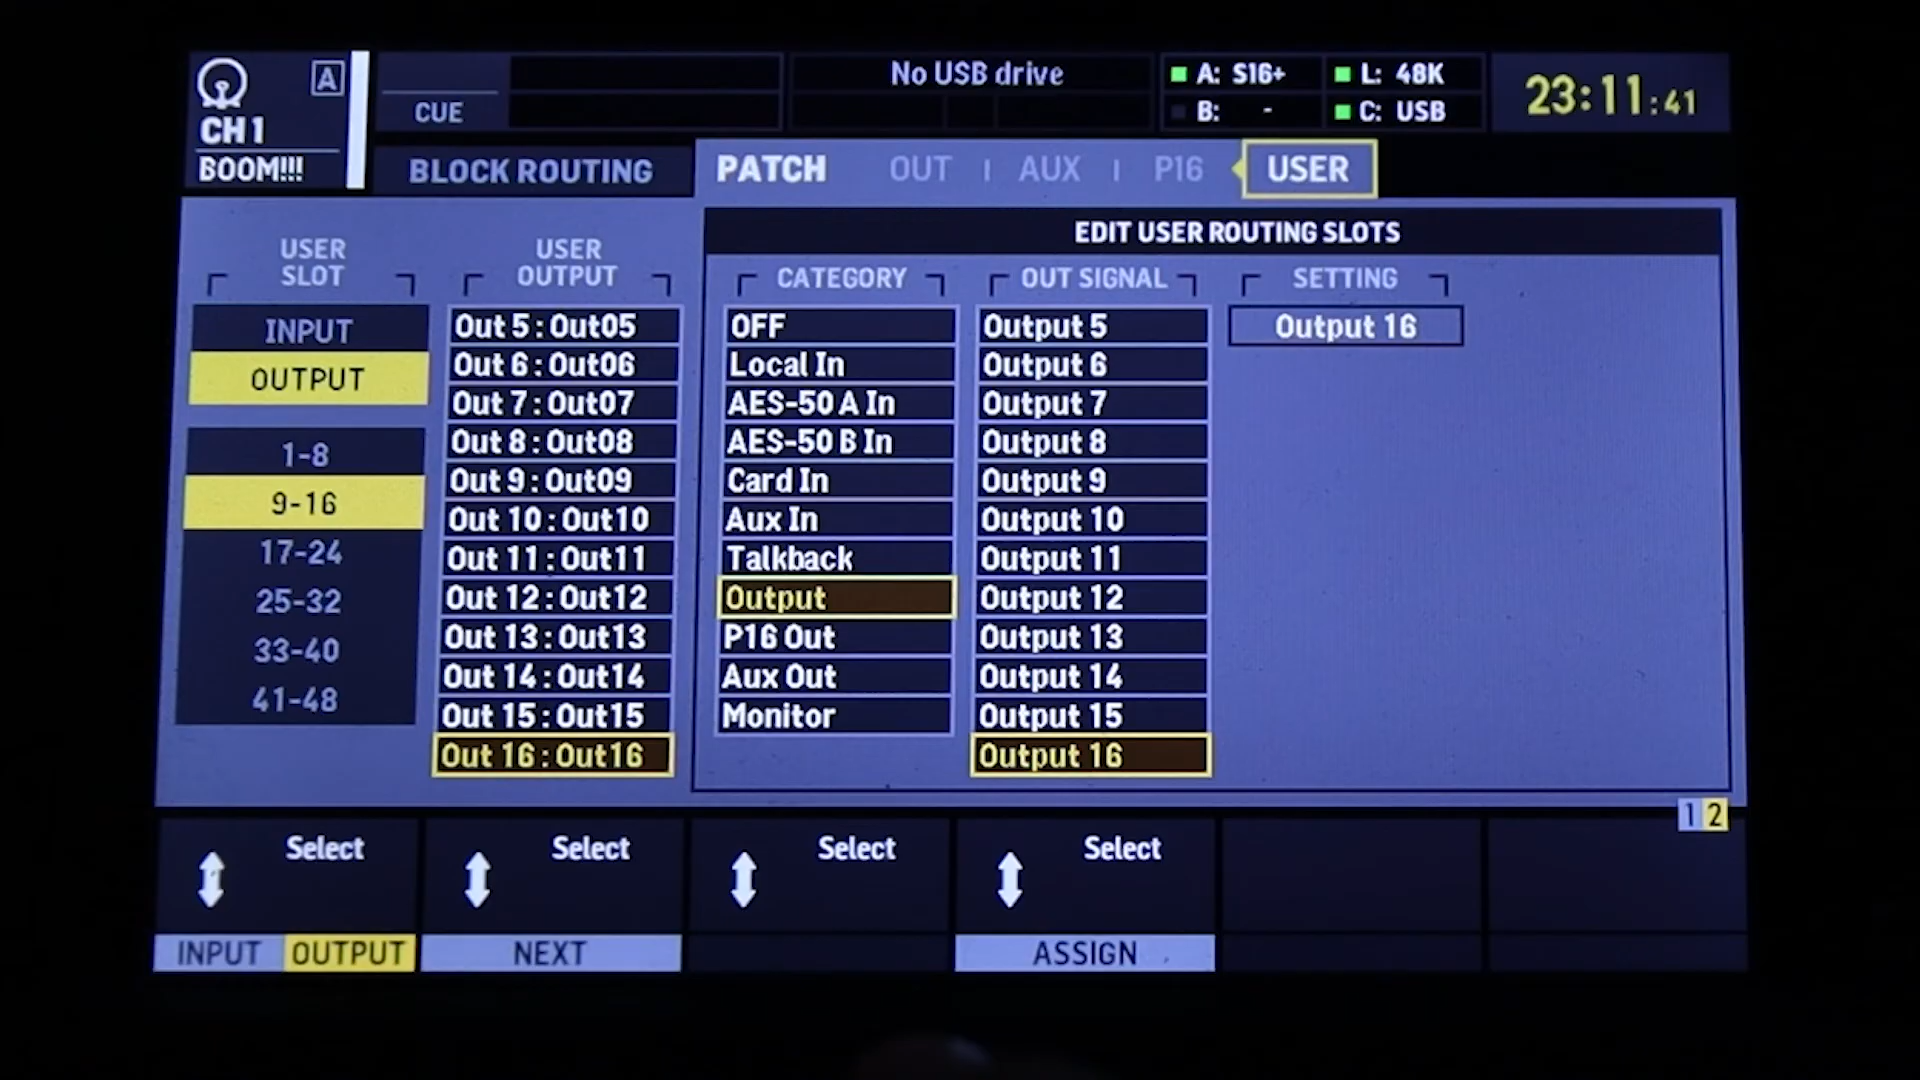 A
CH 1
BOOM!!!
CUE
No USB drive
A: S16+
L: 48K
B: -
C: USB
23:11:41
BLOCK ROUTING
PATCH OUT | AUX | P16 USER
USER
SLOT
INPUT
OUTPUT
1-8
9-16
17-24
25-32
33-40
41-48
USER
OUTPUT
Out 5 : Out05
Out 6 : Out06
Out 7 : Out07
Out 8 : Out08
Out 9 : Out09
Out 10 : Out10
Out 11 : Out11
Out 12 : Out12
Out 13 : Out13
Out 14 : Out14
Out 15 : Out15
Out 16 : Out16
EDIT USER ROUTING SLOTS
CATEGORY
OFF
Local In
AES-50 A In
AES-50 B In
Card In
Aux In
Talkback
Output
P16 Out
Aux Out
Monitor
OUT SIGNAL
Output 5
Output 6
Output 7
Output 8
Output 9
Output 10
Output 11
Output 12
Output 13
Output 14
Output 15
Output 16
SETTING
Output 16
1 2
Select
Select
Select
Select
INPUT OUTPUT
NEXT
ASSIGN